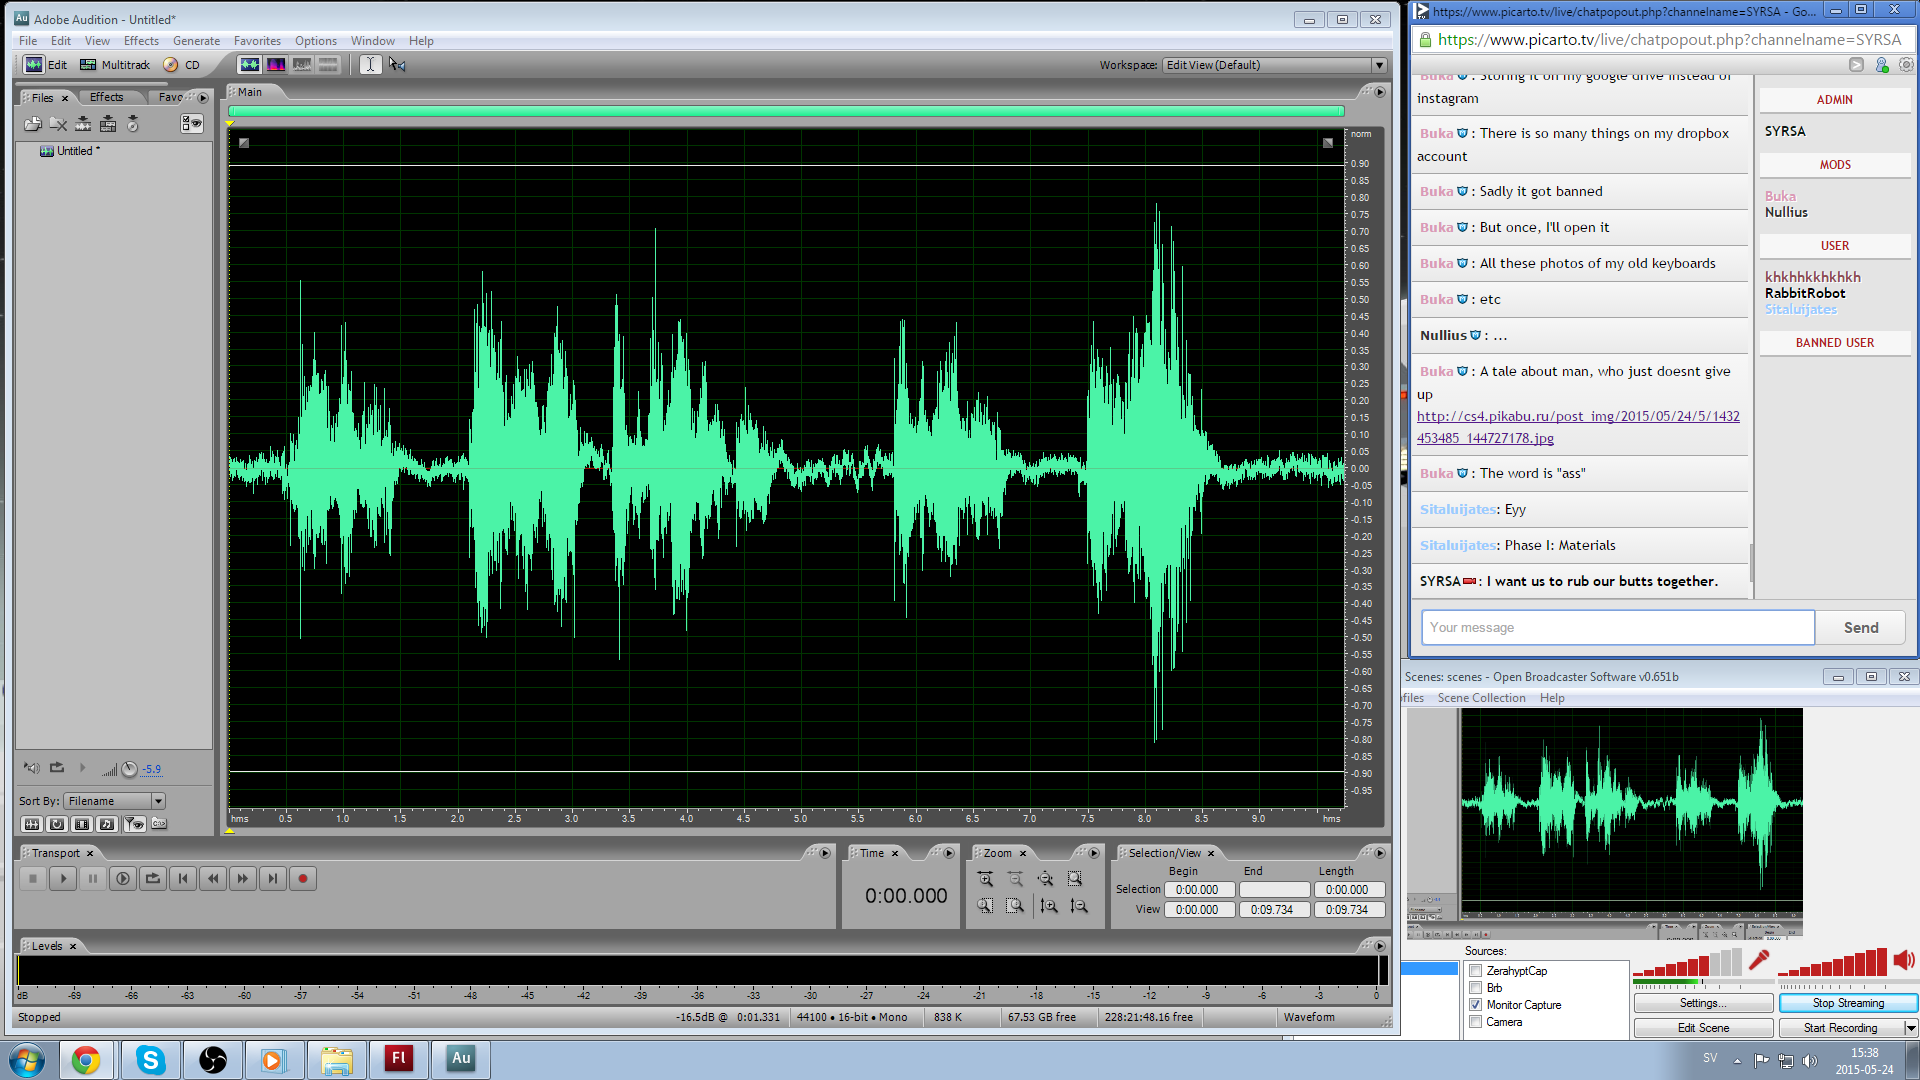 Adobe Audition - Untitled*
File Edit View Effects Generate Favorites Options Window Help
Edit Multitrack CD
Workspace: Edit View (Default)
Files Effects Favo
Main
Untitled *
norm
0.90
0.85
0.80
0.75
0.70
0.65
0.60
0.55
0.50
0.45
0.40
0.35
0.30
0.25
0.20
0.15
0.10
0.05
0.00
-0.05
-0.10
-0.15
-0.20
-0.25
-0.30
-0.35
-0.40
-0.45
-0.50
-0.55
-0.60
-0.65
-0.70
-0.75
-0.80
-0.85
-0.90
-0.95
hms 0.5 1.0 1.5 2.0 2.5 3.0 3.5 4.0 4.5 5.0 5.5 6.0 6.5 7.0 7.5 8.0 8.5 9.0 hms
-5.9
Sort By: Filename
Transport
Time
0:00.000
Zoom
Selection/View
Begin End Length
Selection 0:00.000 0:00.000
View 0:00.000 0:09.734 0:09.734
Levels
dB -69 -66 -63 -60 -57 -54 -51 -48 -45 -42 -39 -36 -33 -30 -27 -24 -21 -18 -15 -12 -9 -6 -3 0
Stopped -16.5dB @ 0:01.331 44100 • 16-bit • Mono 838 K 67.53 GB free 228:21:48.16 free Waveform
https://www.picarto.tv/live/chatpopout.php?channelname=SYRSA - Go...
https://www.picarto.tv/live/chatpopout.php?channelname=SYRSA
Buka : Storing it on my google drive instead of
instagram
Buka : There is so many things on my dropbox
account
Buka : Sadly it got banned
Buka : But once, I'll open it
Buka : All these photos of my old keyboards
Buka : etc
Nullius : ...
Buka : A tale about man, who just doesnt give
up
http://cs4.pikabu.ru/post_img/2015/05/24/5/1432
453485_144727178.jpg
Buka : The word is "ass"
Sitaluijates: Eyy
Sitaluijates: Phase I: Materials
SYRSA : I want us to rub our butts together.
Your message
Send
ADMIN
SYRSA
MODS
Buka
Nullius
USER
khkhhkkhkhkh
RabbitRobot
Sitaluijates
BANNED USER
Scenes: scenes - Open Broadcaster Software v0.651b
ofiles Scene Collection Help
Sources:
ZerahyptCap
Brb
Monitor Capture
Camera
Settings...
Stop Streaming
Edit Scene
Start Recording
Fl
Au
SV
15:38
2015-05-24